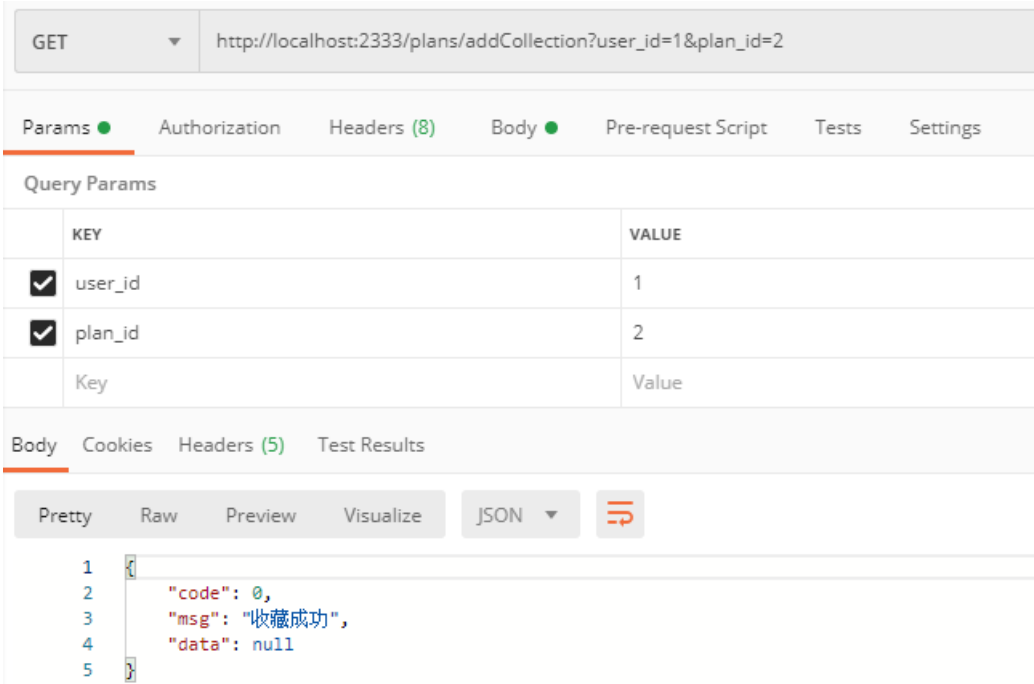 GET http://localhost:2333/plans/addCollection?user_id=1&plan_id=2
Params Authorization Headers (8) Body Pre-request Script Tests Settings
Query Params
KEY VALUE
user_id 1
plan_id 2
Key Value
Body Cookies Headers (5) Test Results
Pretty Raw Preview Visualize JSON
1 {
2 "code": 0,
3 "msg": "收藏成功",
4 "data": null
5 }